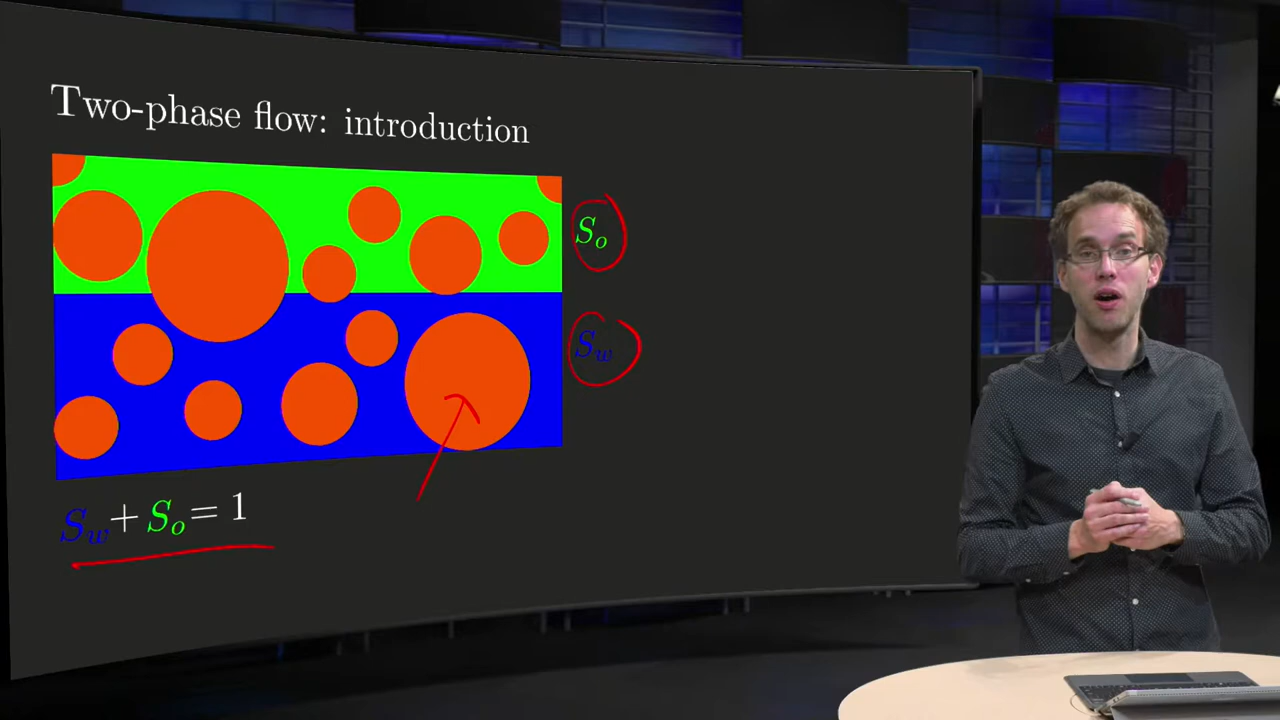 Two-phase flow: introduction
S_o
S_w
S_w + S_o = 1